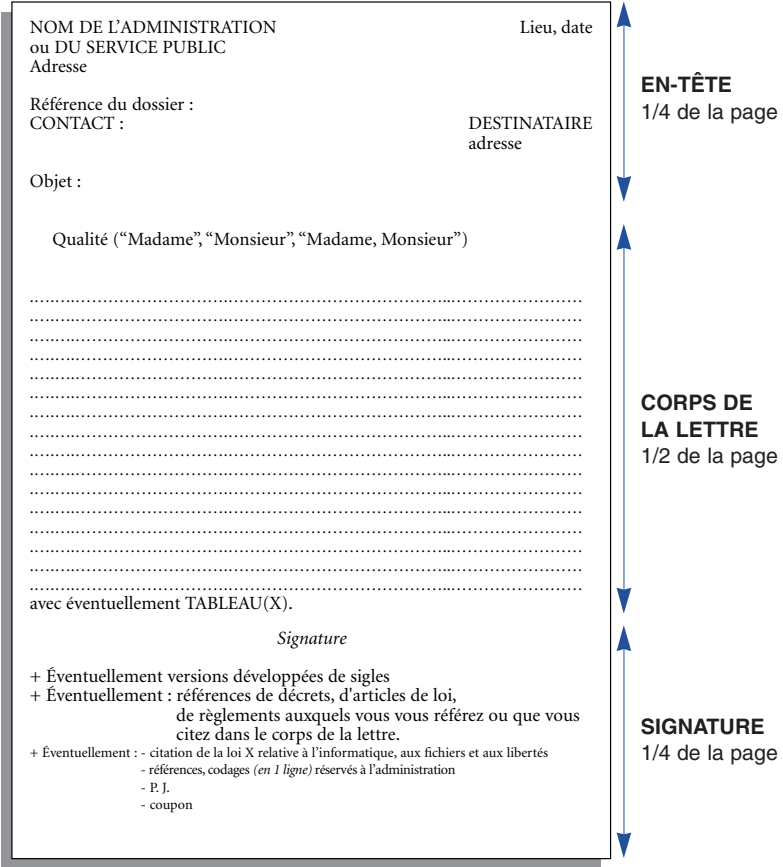 NOM DE L’ADMINISTRATION Lieu, date
ou DU SERVICE PUBLIC
Adresse
EN-TÊTE
1/4 de la page
Référence du dossier :
CONTACT : DESTINATAIRE
adresse
Objet :
Qualité (“Madame”, “Monsieur”, “Madame, Monsieur”)
CORPS DE
LA LETTRE
1/2 de la page
avec éventuellement TABLEAU(X).
Signature
+ Éventuellement versions développées de sigles
+ Éventuellement : références de décrets, d'articles de loi,
de règlements auxquels vous vous référez ou que vous
citez dans le corps de la lettre.
SIGNATURE
1/4 de la page
+ Éventuellement : - citation de la loi X relative à l’informatique, aux fichiers et aux libertés
- références, codages (en 1 ligne) réservés à l’administration
- P. J.
- coupon